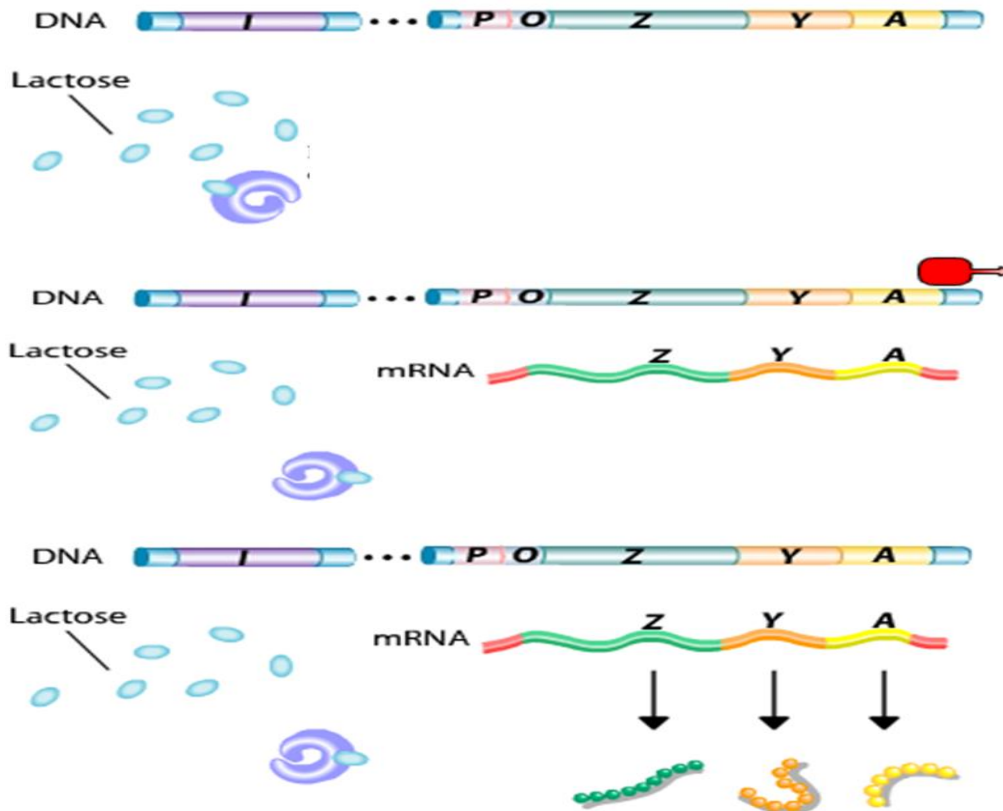 DNA I ••• P O Z Y A
Lactose
DNA I ••• P O Z Y A
Lactose
mRNA Z Y A
DNA I ••• P O Z Y A
Lactose
mRNA Z Y A